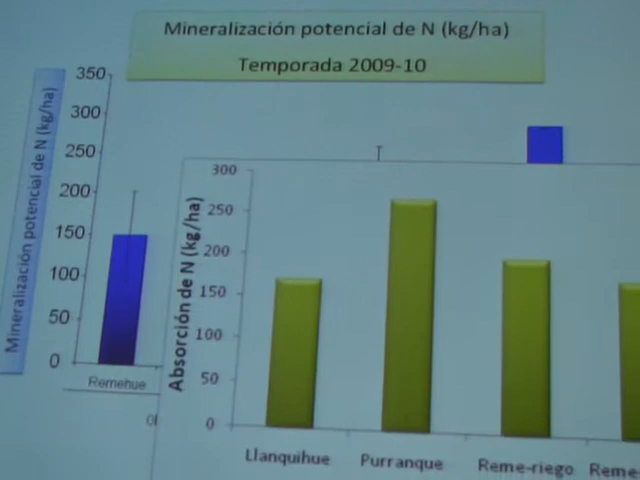 Mineralización potencial de N (kg/ha)
Temporada 2009-10
Mineralización potencial de N (kg/ha)
350
300
250
200
150
100
50
0
Remehue
Absorción de N (kg/ha)
300
250
200
150
100
50
0
Llanquihue
Purranque
Reme-riego
Reme-